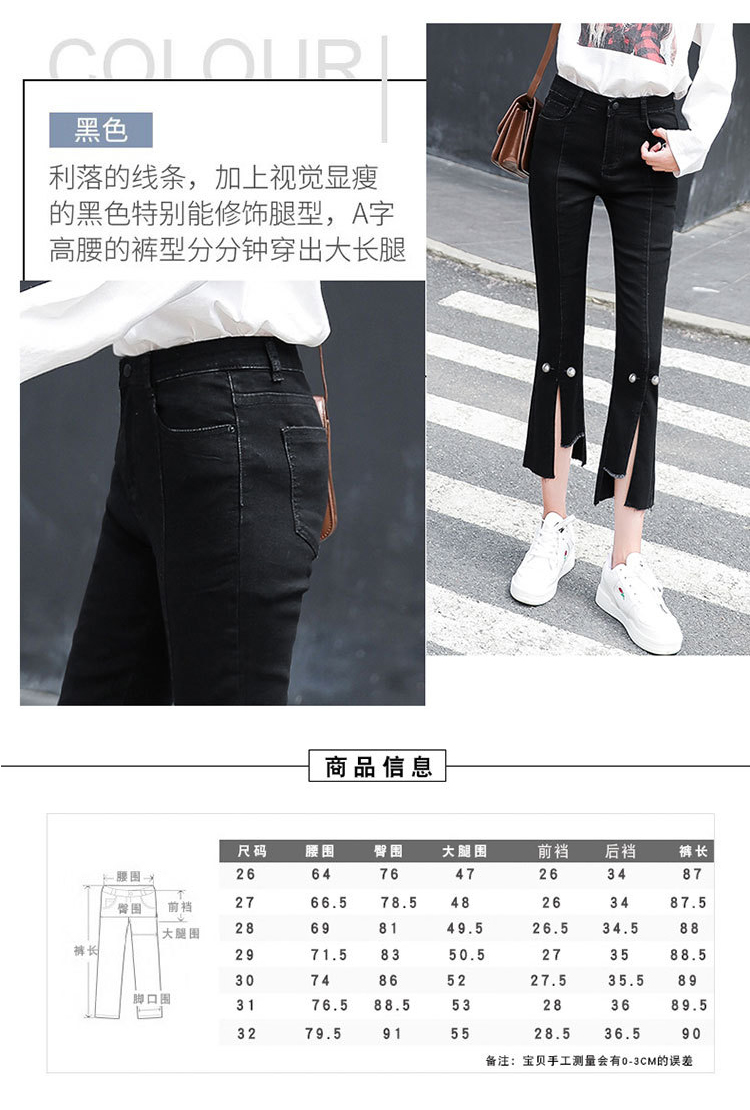 COLOUR
黑色
利落的线条，加上视觉显瘦
的黑色特别能修饰腿型，A字
高腰的裤型分分钟穿出大长腿
商品信息
腰围
臀围
前裆
大腿围
裤长
脚口围
尺码 腰围 臀围 大腿围 前裆 后裆 裤长
26 64 76 47 26 34 87
27 66.5 78.5 48 26 34 87.5
28 69 81 49.5 26.5 34.5 88
29 71.5 83 50.5 27 35 88.5
30 74 86 52 27.5 35.5 89
31 76.5 88.5 53 28 36 89.5
32 79.5 91 55 28.5 36.5 90
备注：宝贝手工测量会有0-3CM的误差